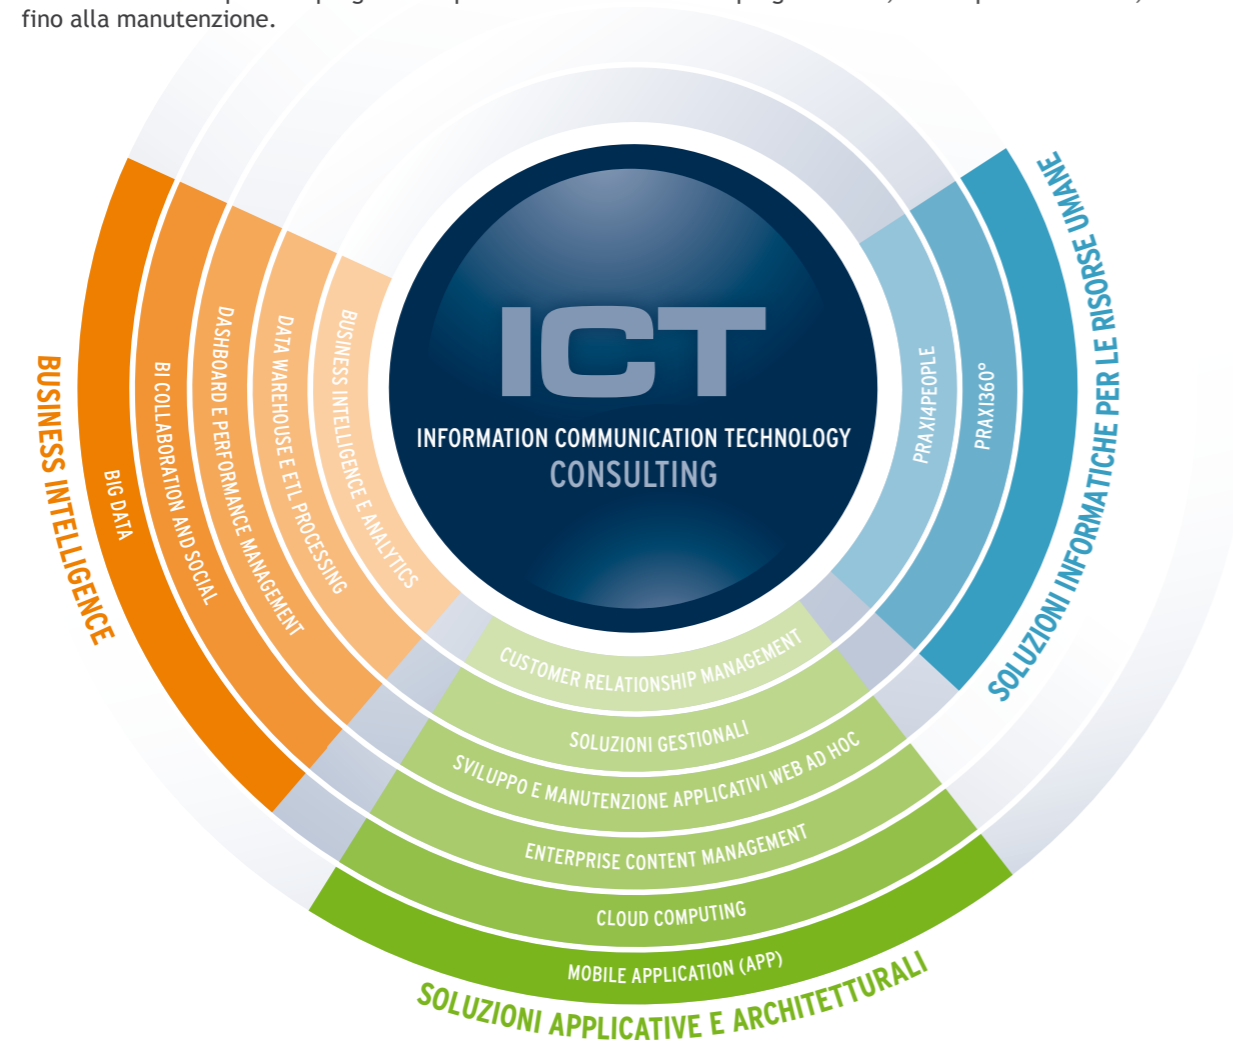 fino alla manutenzione.
ICT
INFORMATION COMMUNICATION TECHNOLOGY
CONSULTING
BUSINESS INTELLIGENCE
BIG DATA
BI COLLABORATION AND SOCIAL
DASHBOARD E PERFORMANCE MANAGEMENT
DATA WAREHOUSE E ETL PROCESSING
BUSINESS INTELLIGENCE E ANALYTICS
PRAXI4PEOPLE
PRAXI360°
SOLUZIONI INFORMATICHE PER LE RISORSE UMANE
CUSTOMER RELATIONSHIP MANAGEMENT
SOLUZIONI GESTIONALI
SVILUPPO E MANUTENZIONE APPLICATIVI WEB AD HOC
ENTERPRISE CONTENT MANAGEMENT
CLOUD COMPUTING
MOBILE APPLICATION (APP)
SOLUZIONI APPLICATIVE E ARCHITETTURALI